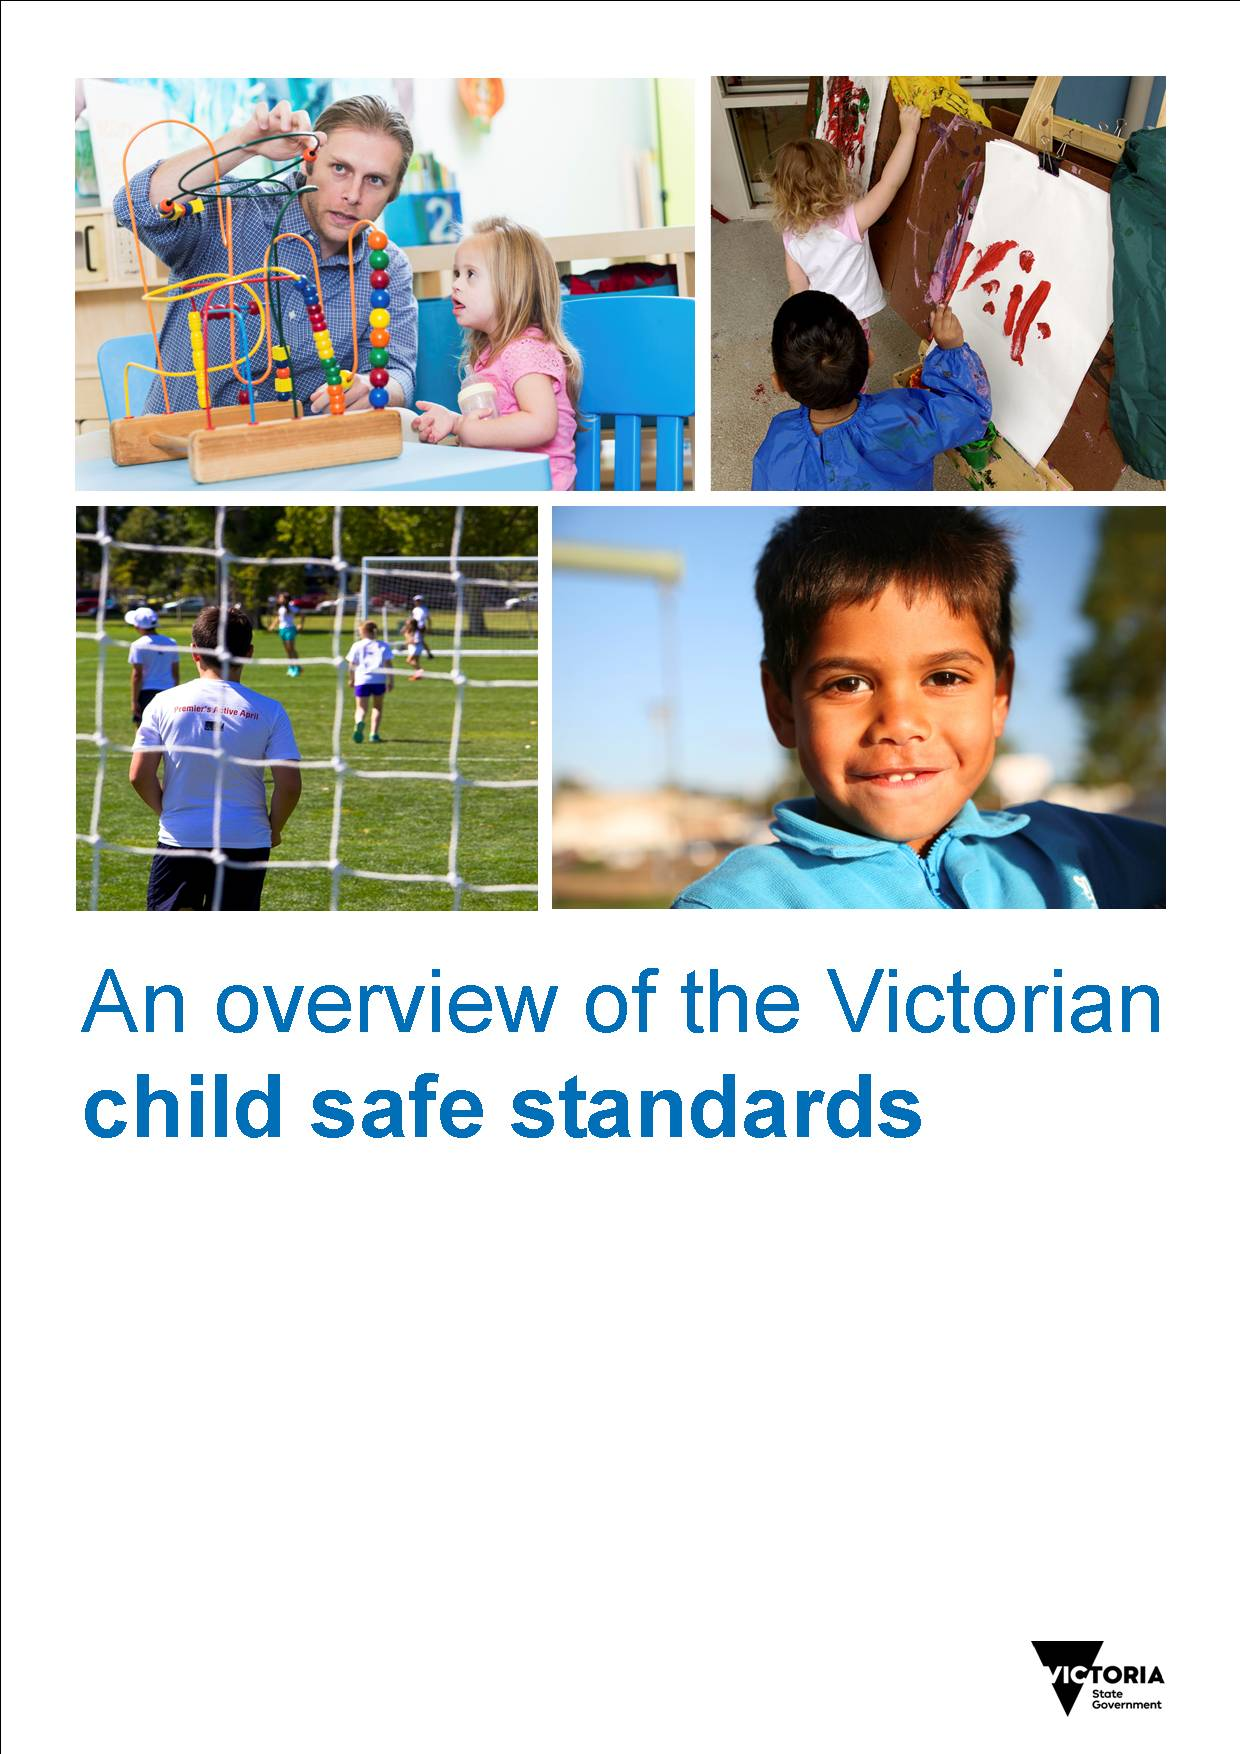 2
Premier's Active April
An overview of the Victorian
child safe standards
VICTORIA
State
Government